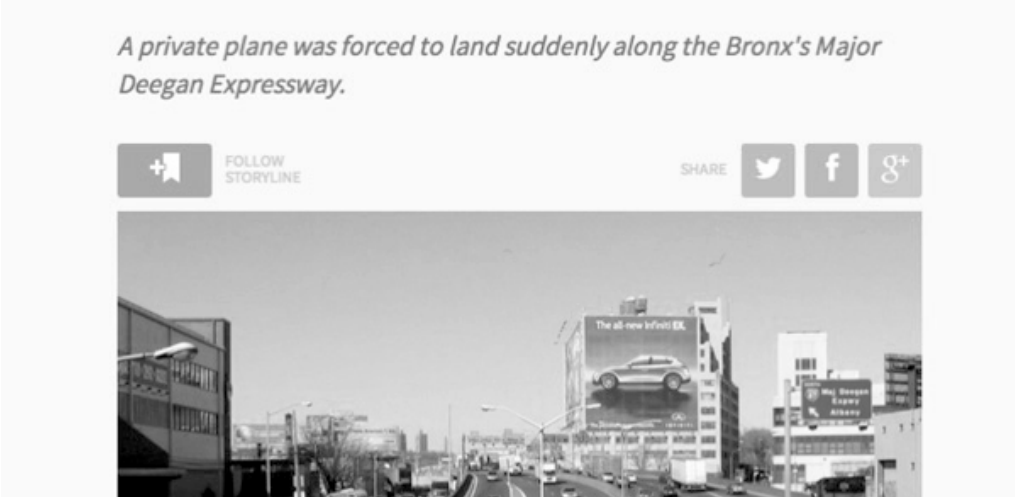 A private plane was forced to land suddenly along the Bronx's Major
Deegan Expressway.
FOLLOW
STORYLINE
SHARE
g+
The all-new Infiniti EX.
INFINITI
Maj Deegan
Expwy
Albany